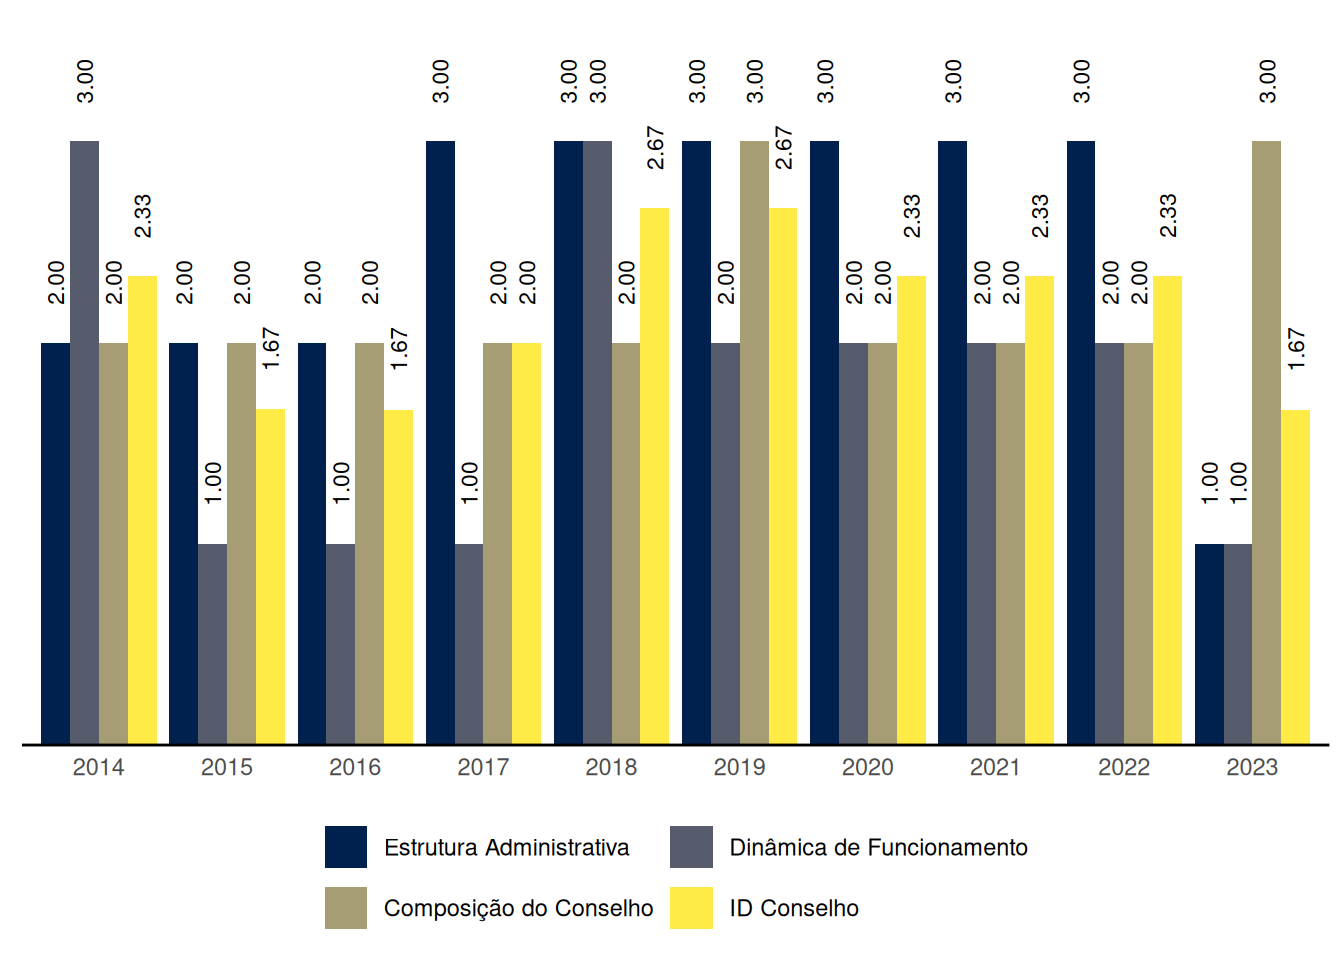 3.00 3.00 3.00 3.00 3.00 3.00 3.00 3.00 3.00 3.00
2.67 2.67
2.33 2.33 2.33 2.33
2.00 2.00 2.00 2.00 2.00 2.00 2.00 2.00 2.00 2.00 2.00 2.00 2.00 2.00 2.00 2.00
1.67 1.67 1.67
1.00 1.00 1.00 1.00 1.00
2014 2015 2016 2017 2018 2019 2020 2021 2022 2023
Estrutura Administrativa Dinâmica de Funcionamento
Composição do Conselho ID Conselho